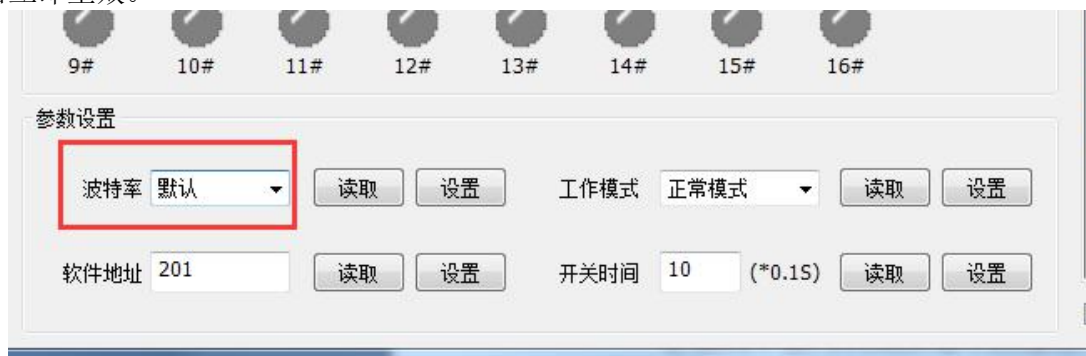 9# 10# 11# 12# 13# 14# 15# 16#
参数设置
波特率 默认 读取 设置 工作模式 正常模式 读取 设置
软件地址 201 读取 设置 开关时间 10 (*0.1S) 读取 设置